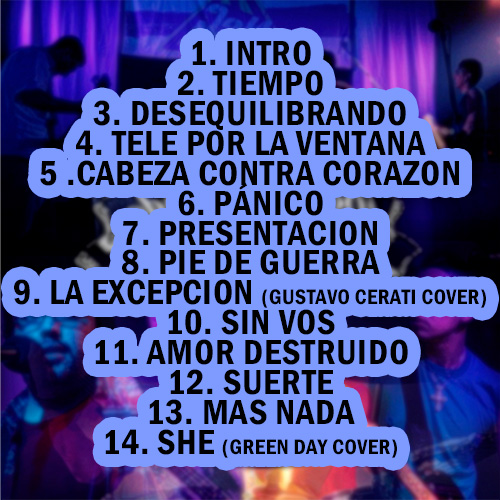 1. INTRO
2. TIEMPO
3. DESEQUILIBRANDO
4. TELE POR LA VENTANA
5 .CABEZA CONTRA CORAZON
6. PÁNICO
7. PRESENTACION
8. PIE DE GUERRA
9. LA EXCEPCION (GUSTAVO CERATI COVER)
10. SIN VOS
11. AMOR DESTRUIDO
12. SUERTE
13. MAS NADA
14. SHE (GREEN DAY COVER)